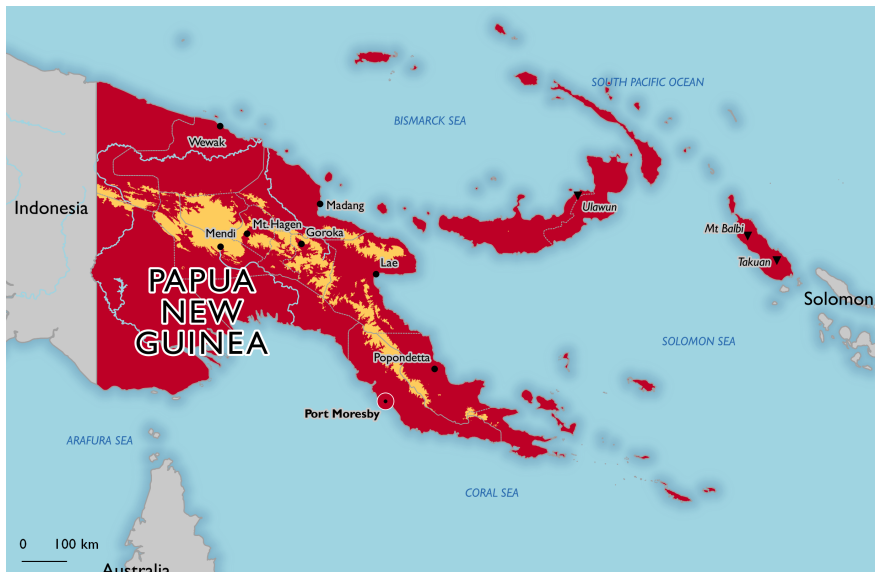 SOUTH PACIFIC OCEAN
BISMARCK SEA
Wewak
Indonesia
Madang
Ulawun
Mt. Hagen
Mendi
Goroka
Mt Balbi
Lae
Takuan
PAPUA
NEW
GUINEA
Solomon
SOLOMON SEA
Popondetta
Port Moresby
ARAFURA SEA
CORAL SEA
0 100 km
Australia